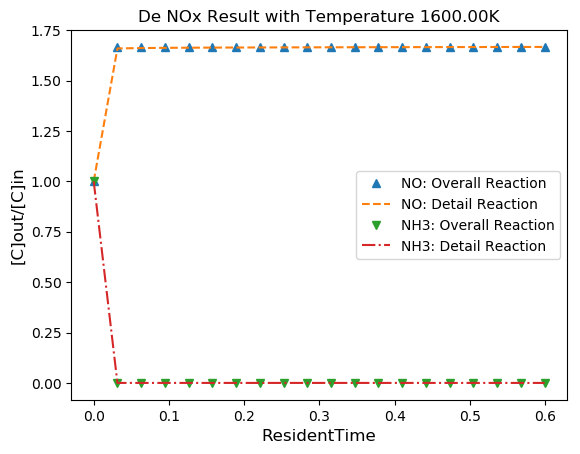 De NOx Result with Temperature 1600.00K
[C]out/[C]in
1.75
1.50
1.25
1.00
0.75
0.50
0.25
0.00
NO: Overall Reaction
NO: Detail Reaction
NH3: Overall Reaction
NH3: Detail Reaction
0.0 0.1 0.2 0.3 0.4 0.5 0.6
ResidentTime